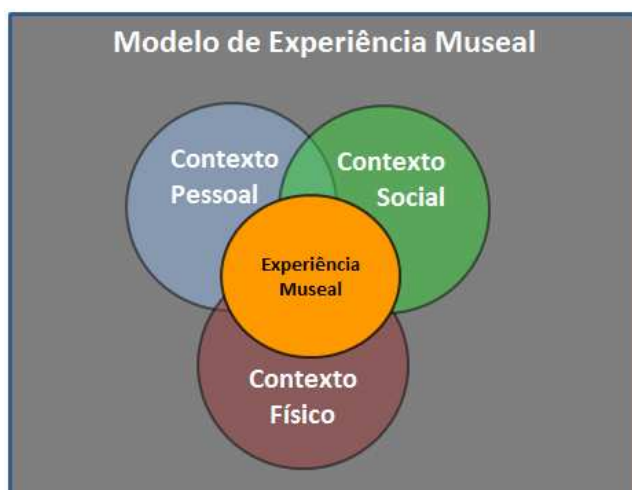 Modelo de Experiência Museal
Contexto
Pessoal
Contexto
Social
Experiência
Museal
Contexto
Físico